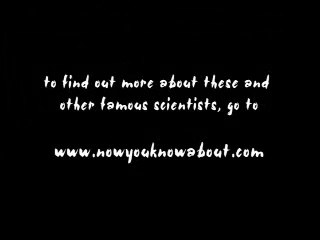 to find out more about these and
other famous scientists, go to
www.nowyouknowabout.com